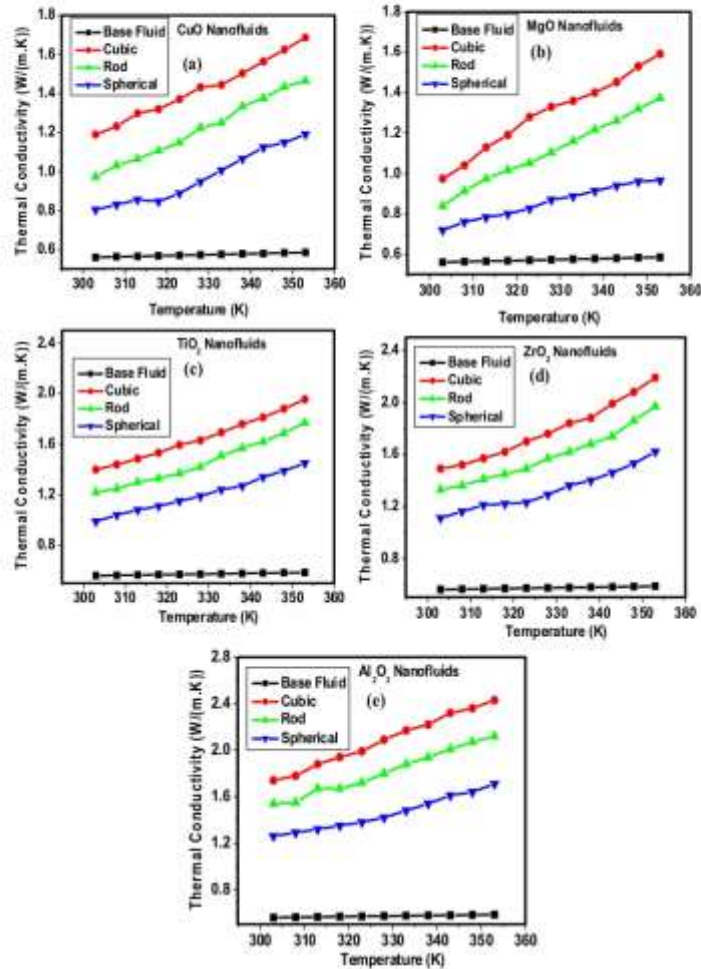 CuO Nanofluids
(a)
Base Fluid
Cubic
Rod
Spherical
Thermal Conductivity (W/(m.K))
1.8
1.6
1.4
1.2
1.0
0.8
0.6
300 310 320 330 340 350 360
Temperature (K)
MgO Nanofluids
(b)
Base Fluid
Cubic
Rod
Spherical
Thermal Conductivity (W/(m.K))
1.8
1.6
1.4
1.2
1.0
0.8
0.6
300 310 320 330 340 350 360
Temperature (K)
TiO₂ Nanofluids
(c)
Base Fluid
Cubic
Rod
Spherical
Thermal Conductivity (W/(m.K))
2.4
2.0
1.6
1.2
0.8
300 310 320 330 340 350 360
Temperature (K)
ZrO₂ Nanofluids
(d)
Base Fluid
Cubic
Rod
Spherical
Thermal Conductivity (W/(m.K))
2.4
2.0
1.6
1.2
0.8
300 310 320 330 340 350 360
Temperature (K)
Al₂O₃ Nanofluids
(e)
Base Fluid
Cubic
Rod
Spherical
Thermal Conductivity (W/(m.K))
2.8
2.4
2.0
1.6
1.2
0.8
300 310 320 330 340 350 360
Temperature (K)